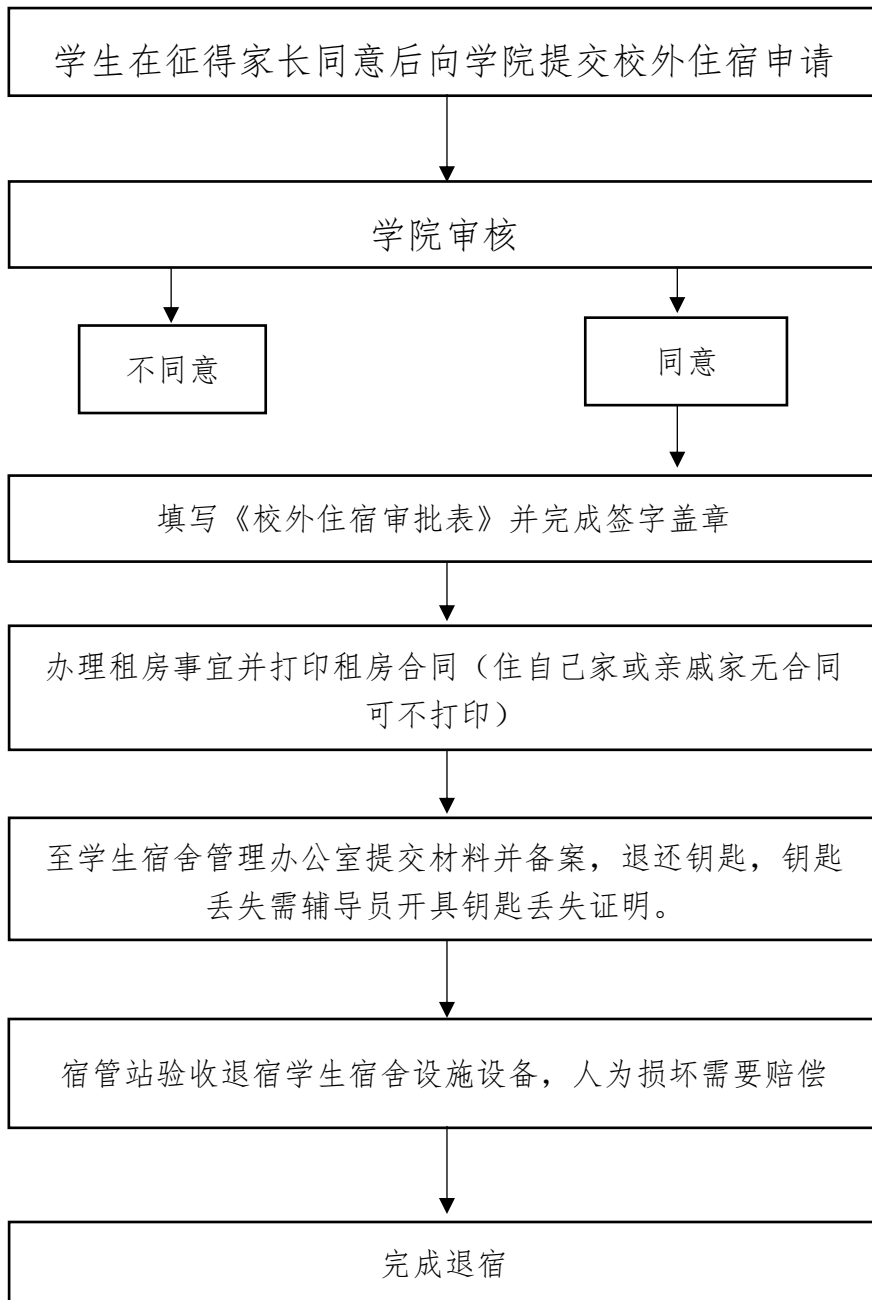 学生在征得家长同意后向学院提交校外住宿申请
学院审核
不同意
同意
填写《校外住宿审批表》并完成签字盖章
办理租房事宜并打印租房合同（住自己家或亲戚家无合同
可不打印）
至学生宿舍管理办公室提交材料并备案，退还钥匙，钥匙
丢失需辅导员开具钥匙丢失证明。
宿管站验收退宿学生宿舍设施设备，人为损坏需要赔偿
完成退宿